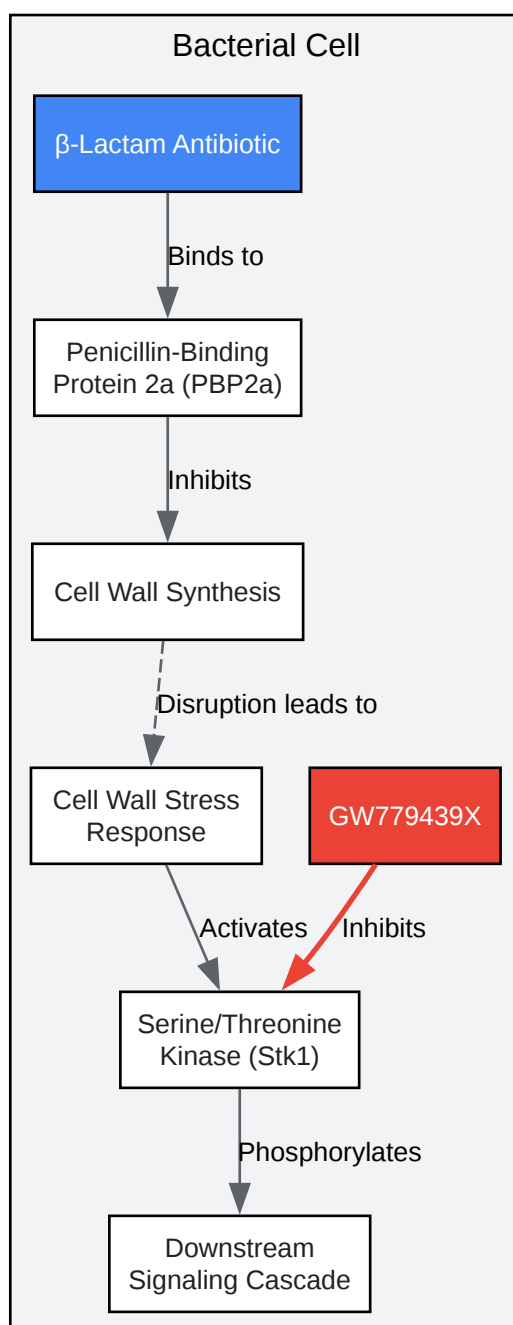 Bacterial Cell
β-Lactam Antibiotic
Binds to
Penicillin-Binding
Protein 2a (PBP2a)
Inhibits
Cell Wall Synthesis
Disruption leads to
Cell Wall Stress
Response
GW779439X
Activates
Inhibits
Serine/Threonine
Kinase (Stk1)
Phosphorylates
Downstream
Signaling Cascade